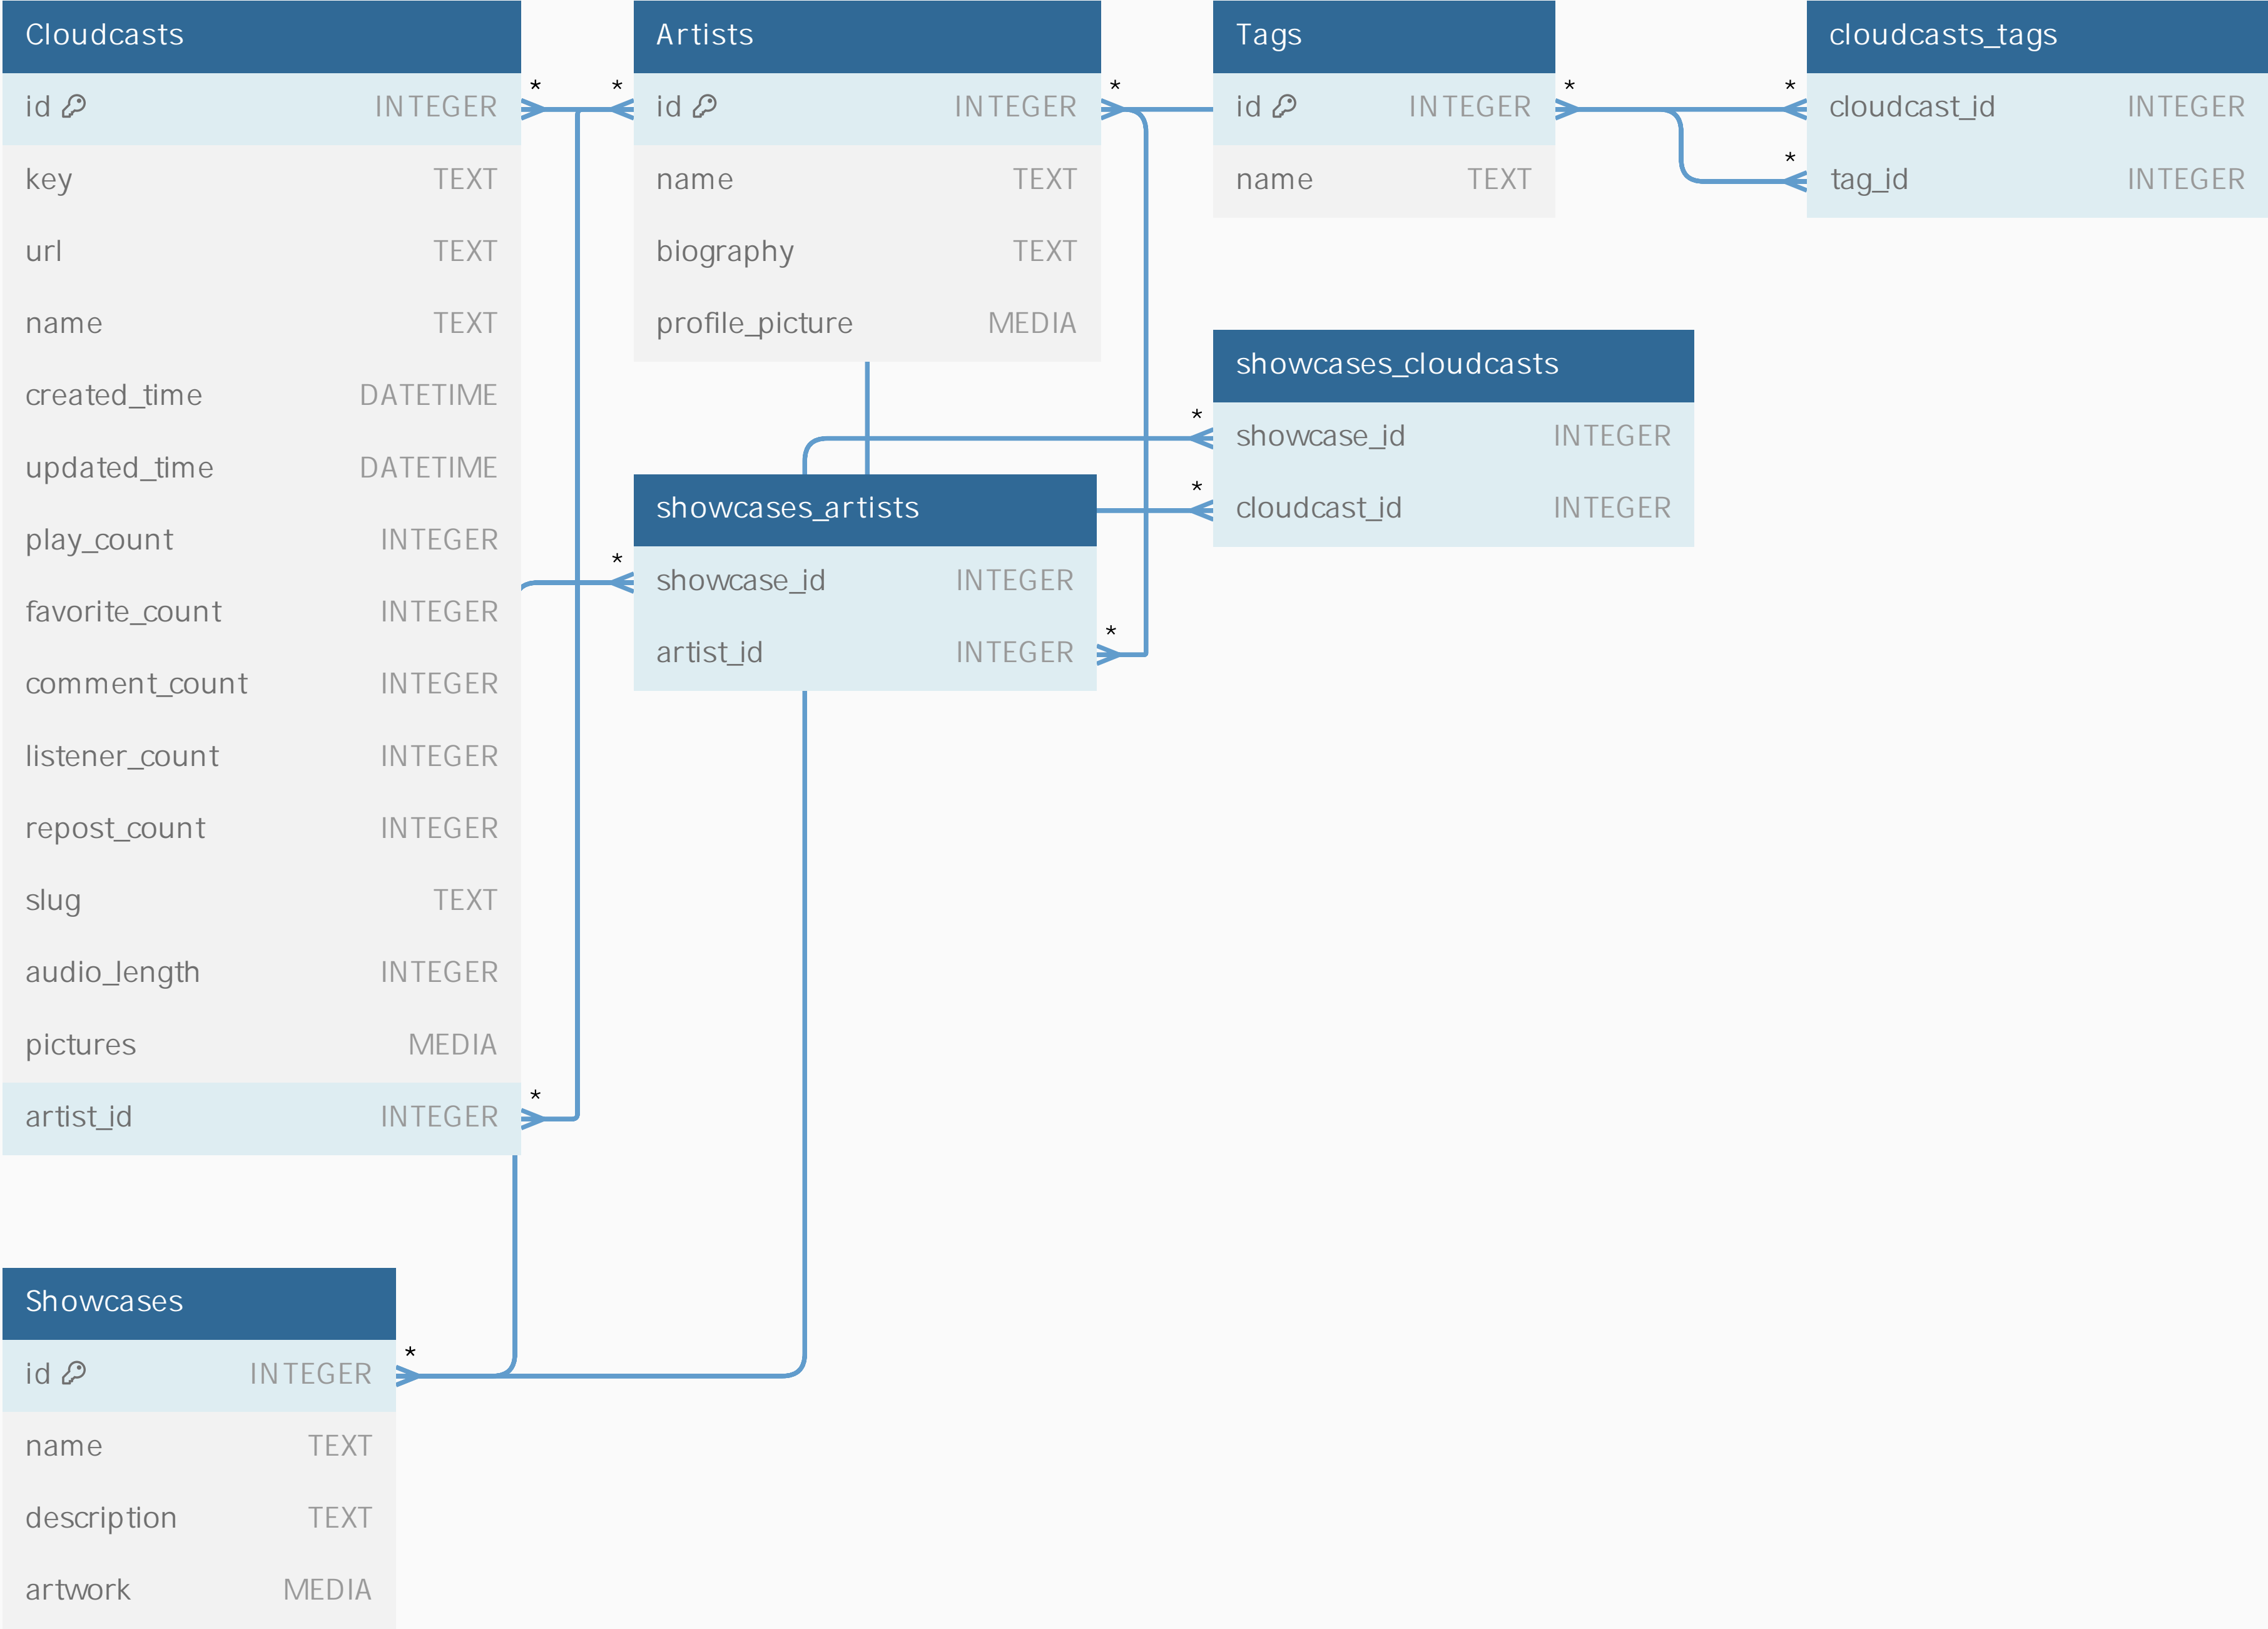 Cloudcasts
id INTEGER
key TEXT
url TEXT
name TEXT
created_time DATETIME
updated_time DATETIME
play_count INTEGER
favorite_count INTEGER
comment_count INTEGER
listener_count INTEGER
repost_count INTEGER
slug TEXT
audio_length INTEGER
pictures MEDIA
artist_id INTEGER
* *
*
Artists
id INTEGER
name TEXT
biography TEXT
profile_picture MEDIA
*
Tags
id INTEGER
name TEXT
* *
*
cloudcasts_tags
cloudcast_id INTEGER
tag_id INTEGER
showcases_cloudcasts
* showcase_id INTEGER
* cloudcast_id INTEGER
showcases_artists
* showcase_id INTEGER
artist_id INTEGER *
Showcases
id INTEGER *
name TEXT
description TEXT
artwork MEDIA